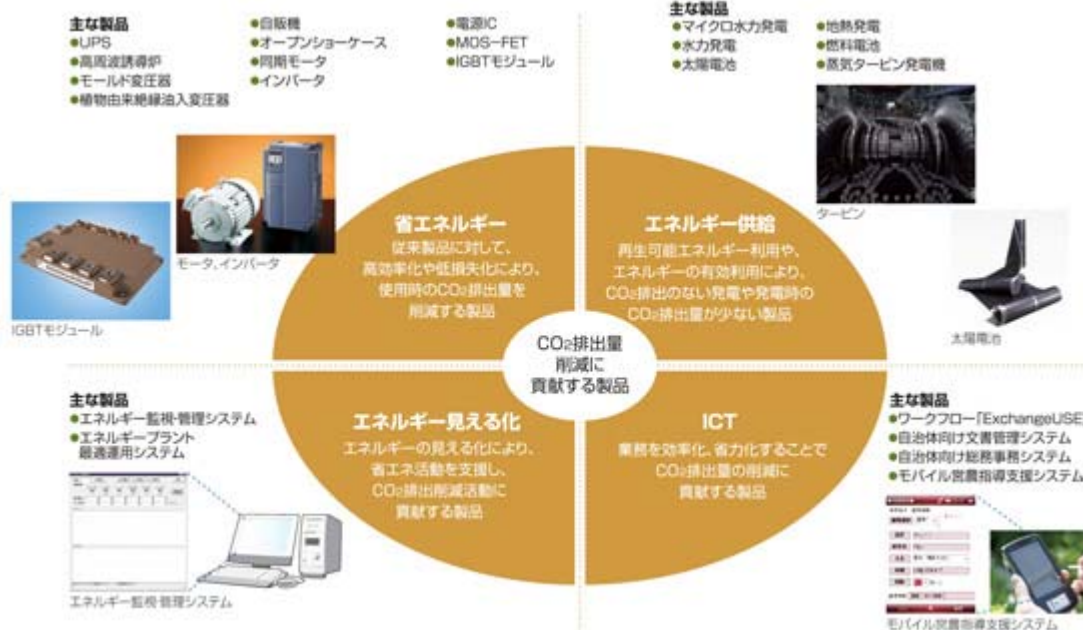 主な製品
●UPS
●高周波誘導炉
●モールド変圧器
●植物由来絶縁油入変圧器
●自販機
●オープンショーケース
●同期モータ
●インバータ
●電源IC
●MOS-FET
●IGBTモジュール
主な製品
●マイクロ水力発電
●水力発電
●太陽電池
●地熱発電
●燃料電池
●蒸気タービン発電機
IGBTモジュール
モータ、インバータ
タービン
太陽電池
省エネルギー
従来製品に対して、
高効率化や低損失化により、
使用時のCO2排出量を
削減する製品
エネルギー供給
再生可能エネルギー利用や、
エネルギーの有効利用により、
CO2排出のない発電や発電時の
CO2排出量が少ない製品
CO2排出量
削減に
貢献する製品
エネルギー見える化
エネルギーの見える化により、
省エネ活動を支援し、
CO2排出削減活動に
貢献する製品
ICT
業務を効率化、省力化することで
CO2排出量の削減に
貢献する製品
主な製品
●エネルギー監視・管理システム
●エネルギープラント
最適運用システム
エネルギー監視・管理システム
主な製品
●ワークフロー「ExchangeUSE
●自治体向け文書管理システム
●自治体向け総務事務システム
●モバイル営農指導支援システム
モバイル営農指導支援システム